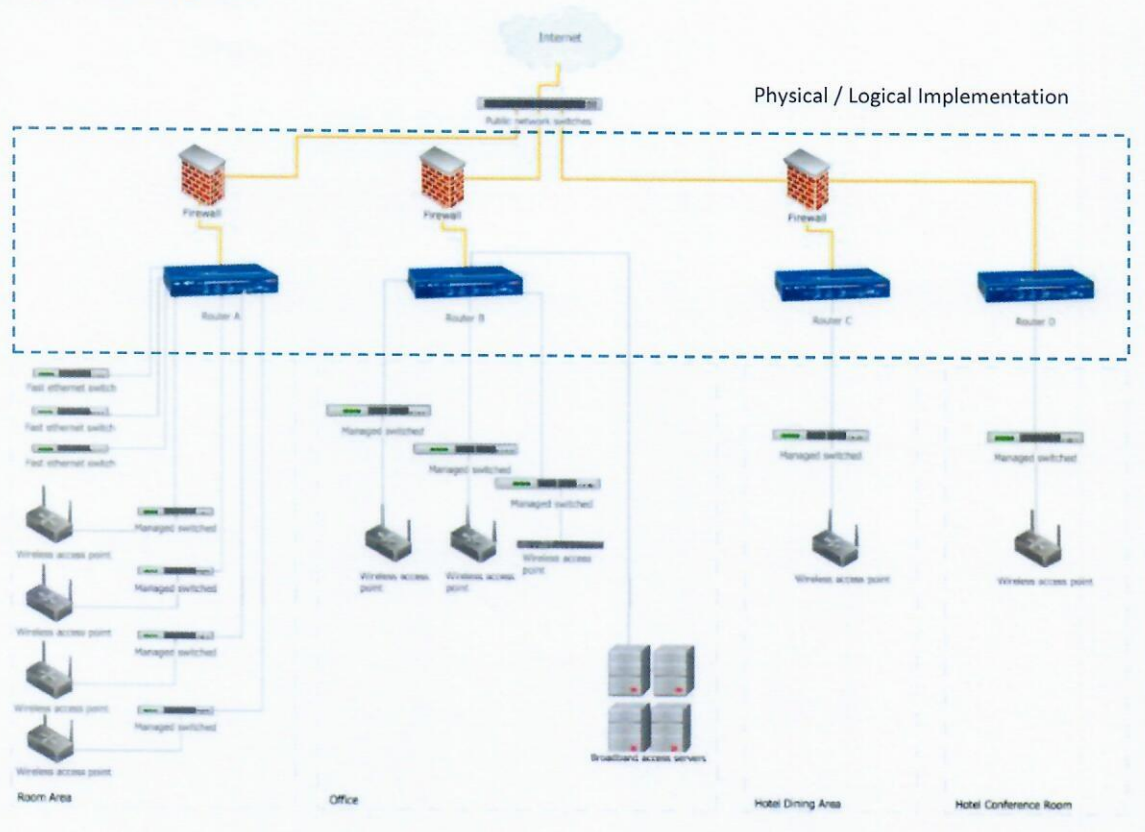 Internet
Physical / Logical Implementation
Public network switches
Firewall
Firewall
Firewall
Router A
Router B
Router C
Router D
Fast ethernet switch
Fast ethernet switch
Fast ethernet switch
Managed switched
Managed switched
Managed switched
Managed switched
Managed switched
Managed switched
Managed switched
Managed switched
Managed switched
Wireless access point
Wireless access point
Wireless access point
Wireless access point
Wireless access
point
Wireless access
point
Wireless access
point
Wireless access point
Wireless access point
Broadband access servers
Room Area
Office
Hotel Dining Area
Hotel Conference Room